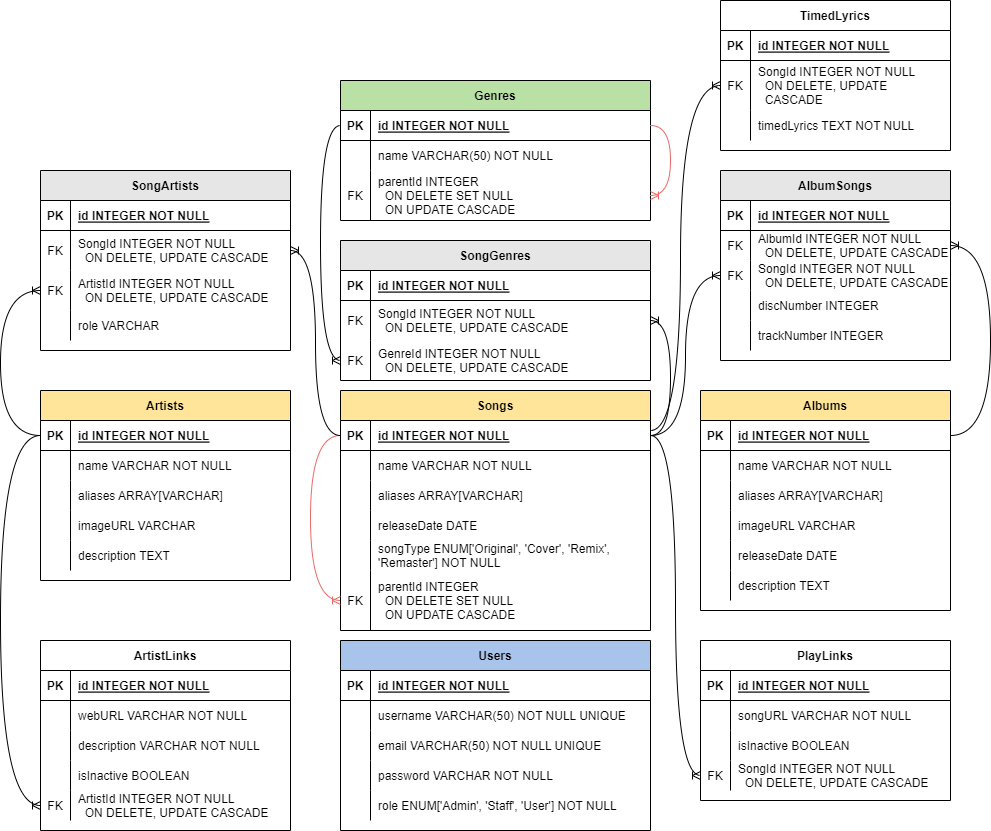 TimedLyrics
PK id INTEGER NOT NULL
FK SongId INTEGER NOT NULL
ON DELETE, UPDATE
CASCADE
timedLyrics TEXT NOT NULL
Genres
PK id INTEGER NOT NULL
name VARCHAR(50) NOT NULL
FK parentId INTEGER
ON DELETE SET NULL
ON UPDATE CASCADE
SongArtists
PK id INTEGER NOT NULL
FK SongId INTEGER NOT NULL
ON DELETE, UPDATE CASCADE
FK ArtistId INTEGER NOT NULL
ON DELETE, UPDATE CASCADE
role VARCHAR
SongGenres
PK id INTEGER NOT NULL
FK SongId INTEGER NOT NULL
ON DELETE, UPDATE CASCADE
FK GenreId INTEGER NOT NULL
ON DELETE, UPDATE CASCADE
AlbumSongs
PK id INTEGER NOT NULL
FK AlbumId INTEGER NOT NULL
ON DELETE, UPDATE CASCADE
FK SongId INTEGER NOT NULL
ON DELETE, UPDATE CASCADE
discNumber INTEGER
trackNumber INTEGER
Artists
PK id INTEGER NOT NULL
name VARCHAR NOT NULL
aliases ARRAY[VARCHAR]
imageURL VARCHAR
description TEXT
Songs
PK id INTEGER NOT NULL
name VARCHAR NOT NULL
aliases ARRAY[VARCHAR]
releaseDate DATE
songType ENUM['Original', 'Cover', 'Remix',
'Remaster'] NOT NULL
FK parentId INTEGER
ON DELETE SET NULL
ON UPDATE CASCADE
Albums
PK id INTEGER NOT NULL
name VARCHAR NOT NULL
aliases ARRAY[VARCHAR]
imageURL VARCHAR
releaseDate DATE
description TEXT
ArtistLinks
PK id INTEGER NOT NULL
webURL VARCHAR NOT NULL
description VARCHAR NOT NULL
isInactive BOOLEAN
FK ArtistId INTEGER NOT NULL
ON DELETE, UPDATE CASCADE
Users
PK id INTEGER NOT NULL
username VARCHAR(50) NOT NULL UNIQUE
email VARCHAR(50) NOT NULL UNIQUE
password VARCHAR NOT NULL
role ENUM['Admin', 'Staff', 'User'] NOT NULL
PlayLinks
PK id INTEGER NOT NULL
songURL VARCHAR NOT NULL
isInactive BOOLEAN
FK SongId INTEGER NOT NULL
ON DELETE, UPDATE CASCADE